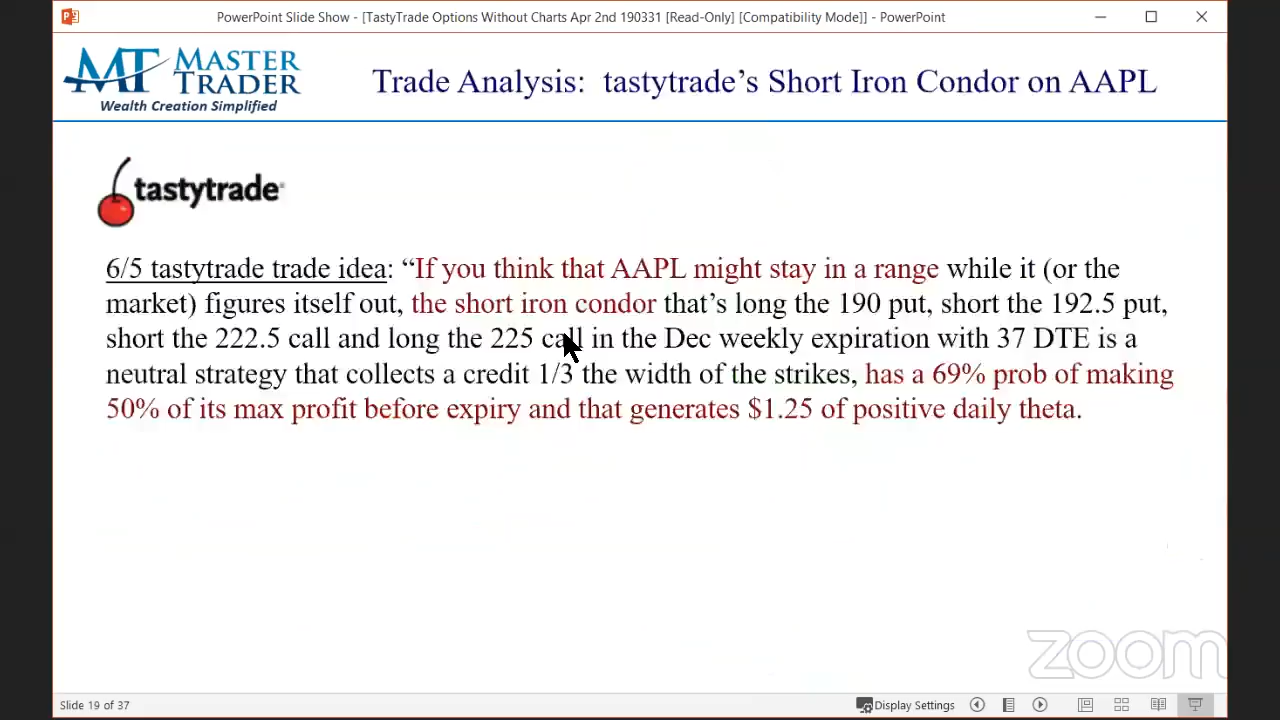 PowerPoint Slide Show - [TastyTrade Options Without Charts Apr 2nd 190331 [Read-Only] [Compatibility Mode]] - PowerPoint
MT MASTER TRADER
Wealth Creation Simplified
Trade Analysis: tastytrade’s Short Iron Condor on AAPL
tastytrade
6/5 tastytrade trade idea: “If you think that AAPL might stay in a range while it (or the
market) figures itself out, the short iron condor that’s long the 190 put, short the 192.5 put,
short the 222.5 call and long the 225 call in the Dec weekly expiration with 37 DTE is a
neutral strategy that collects a credit 1/3 the width of the strikes, has a 69% prob of making
50% of its max profit before expiry and that generates $1.25 of positive daily theta.
zoom
Slide 19 of 37
Display Settings